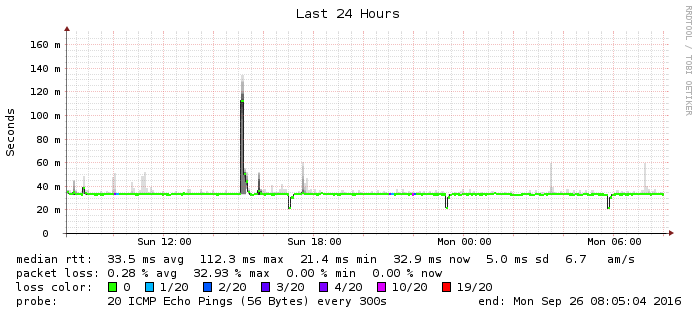 Last 24 Hours
RRDTOOL / TOBI OETIKER
Seconds
160 m
140 m
120 m
100 m
80 m
60 m
40 m
20 m
0
Sun 12:00 Sun 18:00 Mon 00:00 Mon 06:00
median rtt: 33.5 ms avg 112.3 ms max 21.4 ms min 32.9 ms now 5.0 ms sd 6.7 am/s
packet loss: 0.28 % avg 32.93 % max 0.00 % min 0.00 % now
loss color: 0 1/20 2/20 3/20 4/20 10/20 19/20
probe: 20 ICMP Echo Pings (56 Bytes) every 300s end: Mon Sep 26 08:05:04 2016